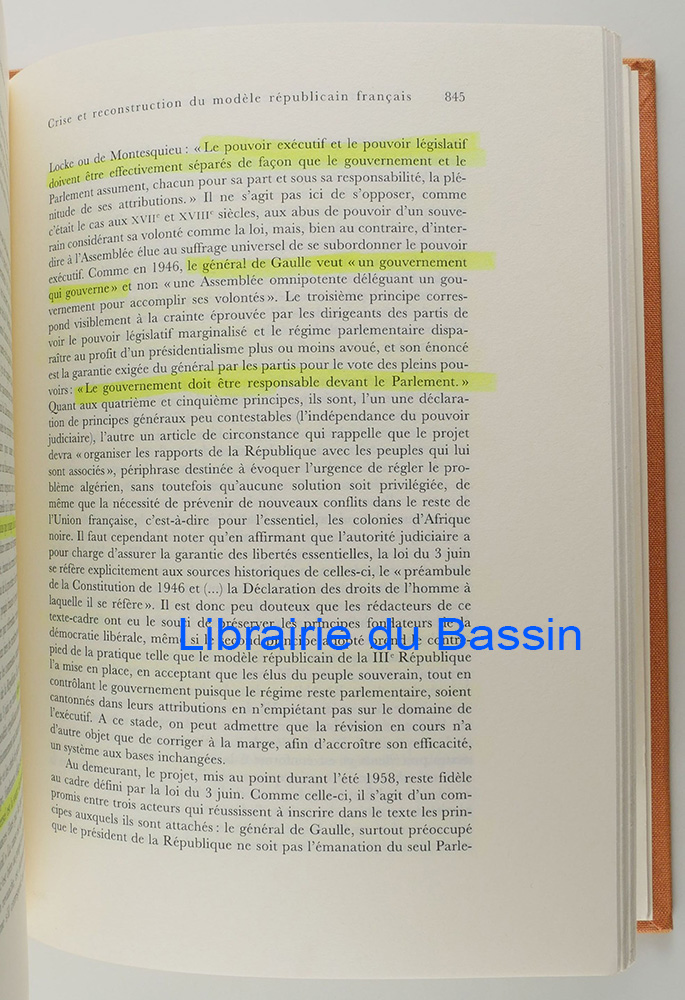 Crise et reconstruction du modèle républicain français 845
Locke ou de Montesquieu : « Le pouvoir exécutif et le pouvoir législatif
doivent être effectivement séparés de façon que le gouvernement et le
Parlement assument, chacun pour sa part et sous sa responsabilité, la plé-
nitude de ses attributions. » Il ne s'agit pas ici de s'opposer, comme
c'était le cas aux XVIIe et XVIIIe siècles, aux abus de pouvoir d'un souve-
rain considérant sa volonté comme la loi, mais, bien au contraire, d'inter-
dire à l'Assemblée élue au suffrage universel de se subordonner le pouvoir
exécutif. Comme en 1946, le général de Gaulle veut « un gouvernement
qui gouverne » et non « une Assemblée omnipotente déléguant un gou-
vernement pour accomplir ses volontés ». Le troisième principe corres-
pond visiblement à la crainte éprouvée par les dirigeants des partis de
voir le pouvoir législatif marginalisé et le régime parlementaire dispa-
raître au profit d'un présidentialisme plus ou moins avoué, et son énoncé
est la garantie exigée du général par les partis pour le vote des pleins pou-
voirs : « Le gouvernement doit être responsable devant le Parlement. »
Quant aux quatrième et cinquième principes, ils sont, l'un une déclara-
tion de principes généraux peu contestables (l'indépendance du pouvoir
judiciaire), l'autre un article de circonstance qui rappelle que le projet
devra « organiser les rapports de la République avec les peuples qui lui
sont associés », périphrase destinée à évoquer l'urgence de régler le pro-
blème algérien, sans toutefois qu'aucune solution soit privilégiée, de
même que la nécessité de prévenir de nouveaux conflits dans le reste de
l'Union française, c'est-à-dire pour l'essentiel, les colonies d'Afrique
noire. Il faut cependant noter qu'en affirmant que l'autorité judiciaire a
pour charge d'assurer la garantie des libertés essentielles, la loi du 3 juin
se réfère explicitement aux sources historiques de celles-ci, le « préambule
de la Constitution de 1946 et (...) la Déclaration des droits de l'homme à
laquelle il se réfère ». Il est donc peu douteux que les rédacteurs de ce
texte-cadre ont eu le souci de préserver les principes fondateurs de la
Librairie du Bassin
démocratie libérale, même si le second principe adopté prend le contre-
pied de la pratique telle que le modèle républicain de la IIIe République
l'a mise en place, en acceptant que les élus du peuple souverain, tout en
contrôlant le gouvernement puisque le régime reste parlementaire, soient
cantonnés dans leurs attributions en n'empiétant pas sur le domaine de
l'exécutif. A ce stade, on peut admettre que la révision en cours n'a
d'autre objet que de corriger à la marge, afin d'accroître son efficacité,
un système aux bases inchangées.
Au demeurant, le projet, mis au point durant l'été 1958, reste fidèle
au cadre défini par la loi du 3 juin. Comme celle-ci, il s'agit d'un com-
promis entre trois acteurs qui réussissent à inscrire dans le texte les prin-
cipes auxquels ils sont attachés : le général de Gaulle, surtout préoccupé
que le président de la République ne soit pas l'émanation du seul Parle-